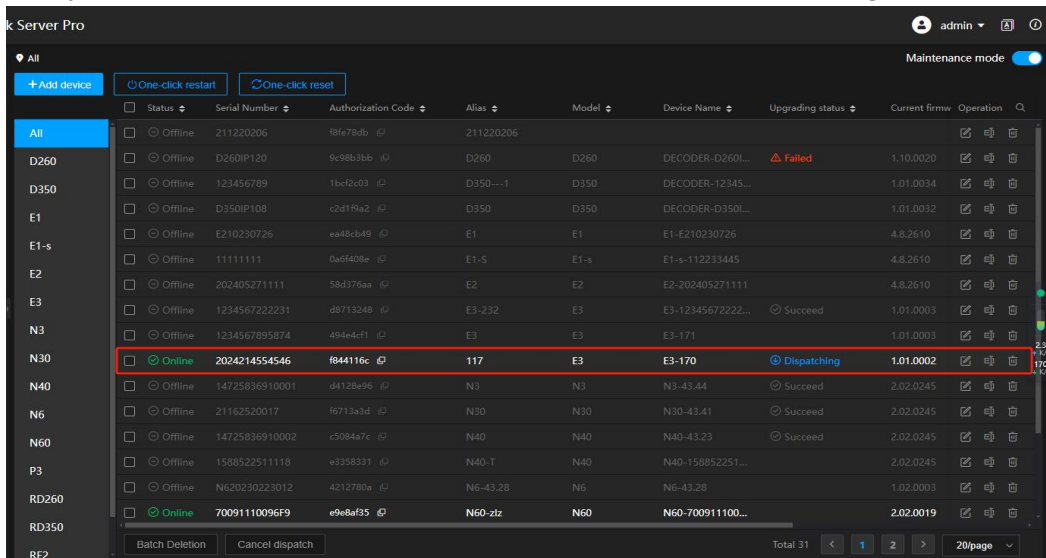 k Server Pro
admin
All
Maintenance mode
+Add device
One-click restart
One-click reset
Status
Serial Number
Authorization Code
Alias
Model
Device Name
Upgrading status
Current firmw
Operation
All
D260
D350
E1
E1-s
E2
E3
N3
N30
N40
N6
N60
P3
RD260
RD350
RE2
Offline 211220206 f8fe78db 211220206
Offline D260IP120 9c98b3bb D260 D260 DECODER-D260I... Failed 1.10.0020
Offline 123456789 1bcf2c03 D350---1 D350 DECODER-12345... 1.01.0034
Offline D350IP108 c2d1f9a2 D350 D350 DECODER-D350I... 1.01.0032
Offline E210230726 ea48cb49 E1 E1 E1-E210230726 4.8.2610
Offline 11111111 0a6f408e E1-S E1-s E1-s-112233445 4.8.2610
Offline 202405271111 58d376aa E2 E2 E2-202405271111 4.8.2610
Offline 1234567222231 d8713248 E3-232 E3 E3-12345672222... Succeed 1.01.0003
Offline 1234567895874 494e4cf1 E3 E3 E3-171 1.01.0003
Online 2024214554546 f844116c 117 E3 E3-170 Dispatching 1.01.0002
Offline 14725836910001 d4128e96 N3 N3 N3-43.44 Succeed 2.02.0245
Offline 21162520017 f6713a3d N30 N30 N30-43.41 Succeed 2.02.0245
Offline 14725836910002 c5084a7c N40 N40 N40-43.23 Succeed 2.02.0245
Offline 1588522511118 e3358331 N40-T N40 N40-158852251... 2.02.0245
Offline N620230223012 4212780a N6-43.28 N6 N6-43.28 1.02.0003
Online 70091110096F9 e9e8af35 N60-zlz N60 N60-700911100... 2.02.0019
Batch Deletion
Cancel dispatch
Total 31
1
2
20/page